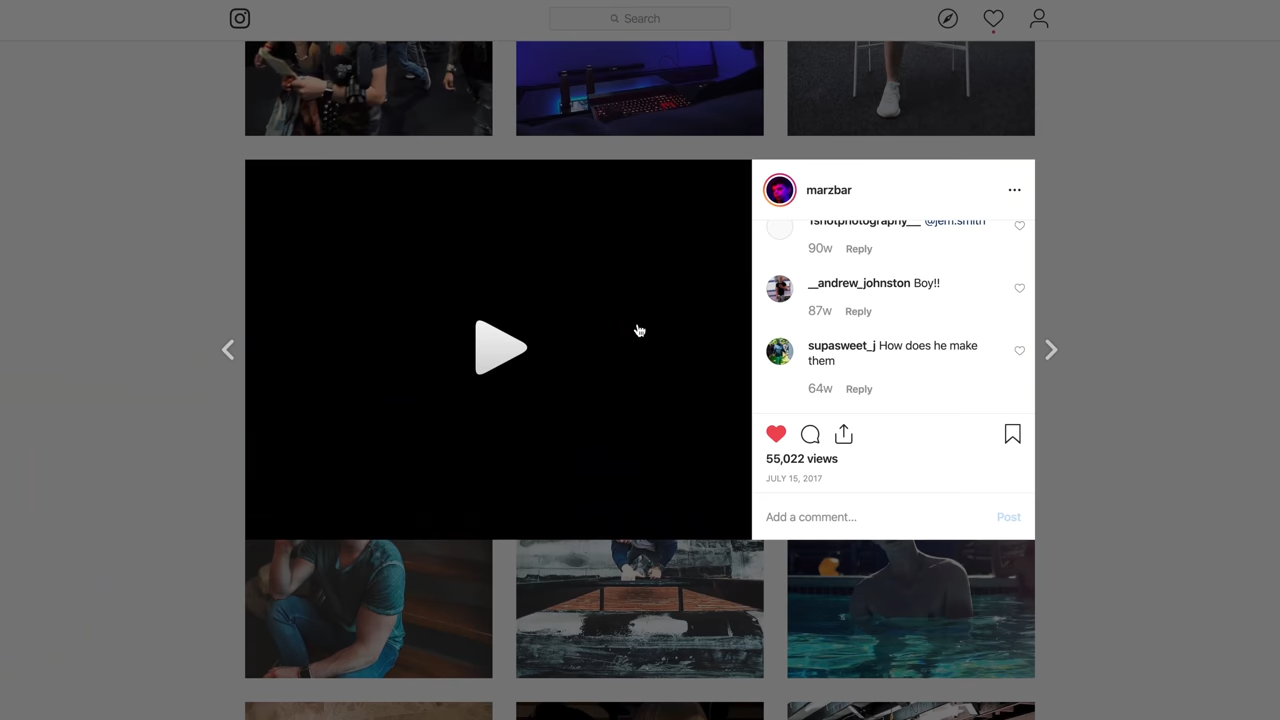 Search
marzbar
1shotphotography__ @jem.smith
90w Reply
__andrew_johnston Boy!!
87w Reply
supasweet_j How does he make
them
64w Reply
55,022 views
JULY 15, 2017
Add a comment... Post